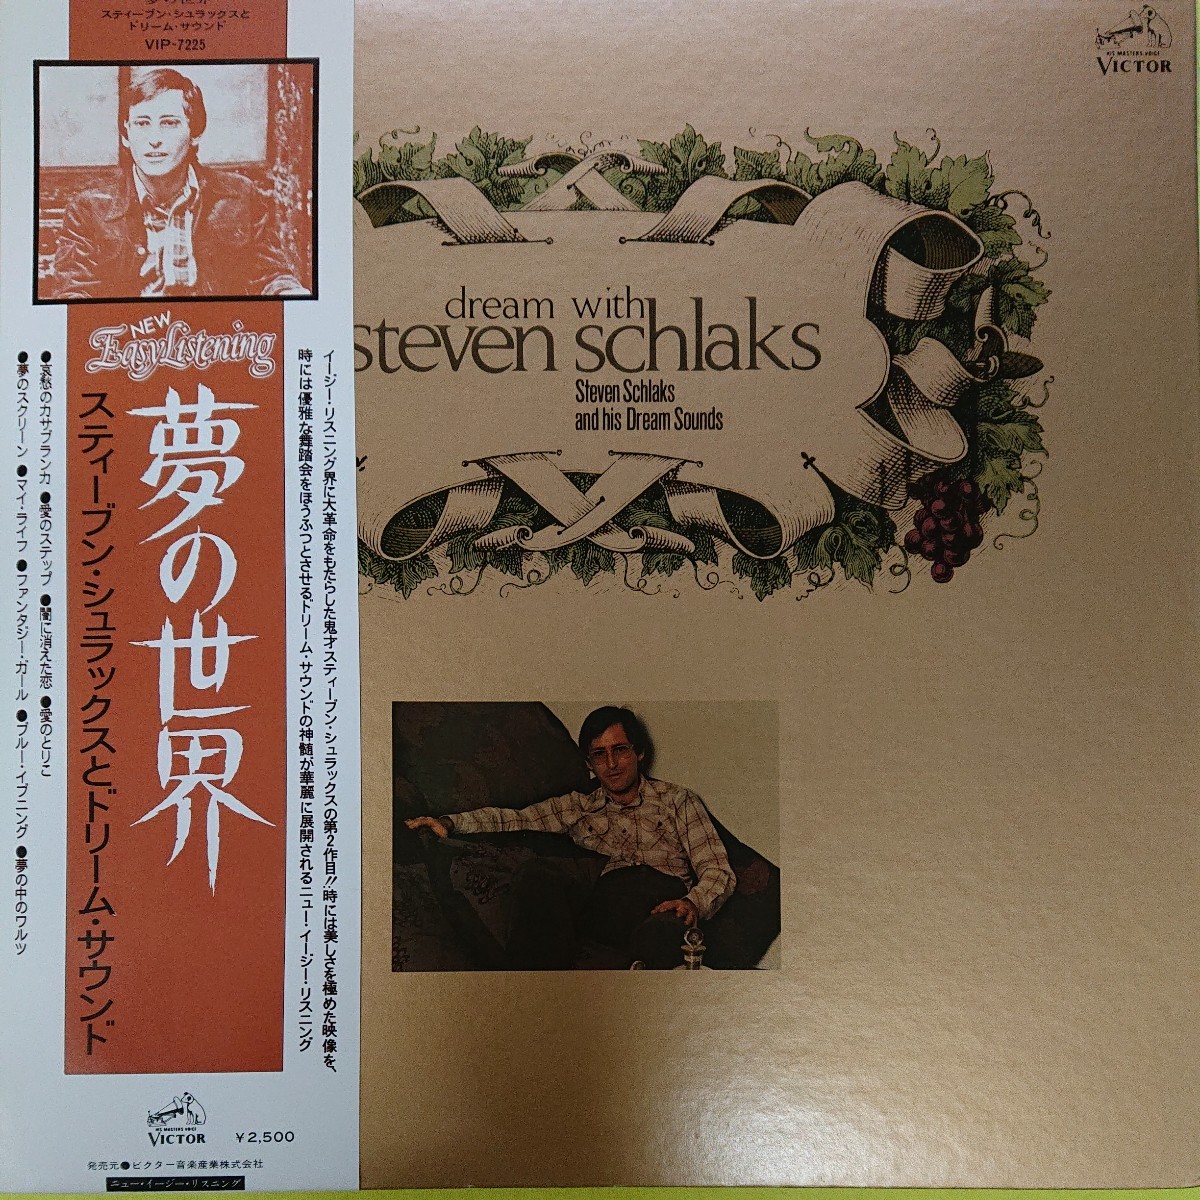 スティーブン・シュラックスと
ドリーム・サウンド
VIP-7225
NEW
Easy Listening
夢の世界
スティーブン・シュラックスとドリーム・サウンド
イージー・リスニング界に大革命をもたらした鬼才スティーブン・シュラックスの第2作目!!時には美しさを極めた映像を、
時には優雅な舞踏会をほうふつとさせるドリーム・サウンドの神髄が華麗に展開されるニュー・イージー・リスニング
●哀愁のカサブランカ ●愛のステップ ●闇に消えた恋 ●愛のとりこ
●夢のスクリーン ●マイ・ライフ ●ファンタジー・ガール ●ブルー・イブニング ●夢の中のワルツ
HIS MASTERS VOICE
VICTOR
¥2,500
発売元●ビクター音楽産業株式会社
ニュー・イージー・リスニング
HIS MASTERS VOICE
VICTOR
dream with
steven schlaks
Steven Schlaks
and his Dream Sounds